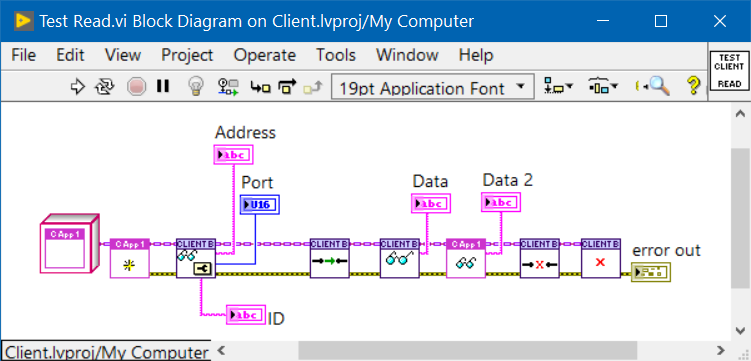 Test Read.vi Block Diagram on Client.lvproj/My Computer
File Edit View Project Operate Tools Window Help
TEST
CLIENT
READ
19pt Application Font
Address
abc
Port
U16
Data
abc
Data 2
abc
C App 1
C App 1
CLIENT B
CLIENT B
CLIENT B
C App 1
CLIENT B
CLIENT B
error out
abc
ID
Client.lvproj/My Computer